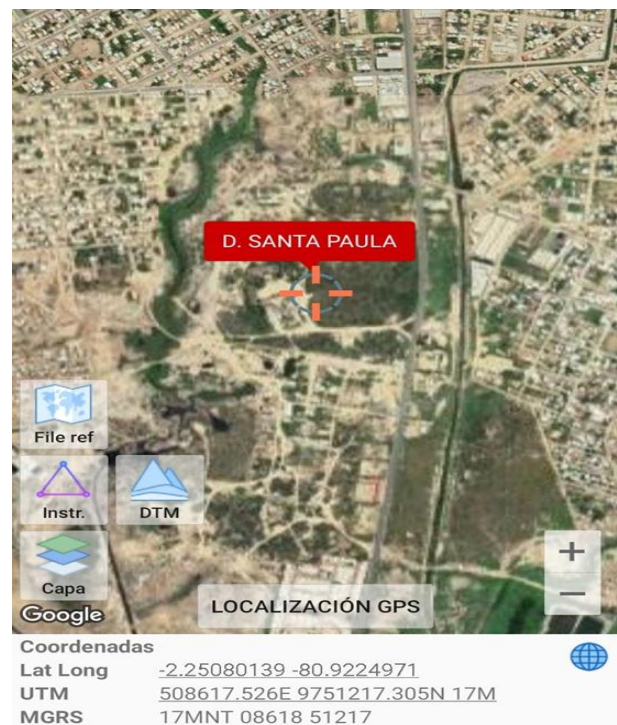 D. SANTA PAULA
File ref
Instr.
DTM
Capa
Google
LOCALIZACIÓN GPS
+
−
Coordenadas
Lat Long -2.25080139 -80.9224971
UTM 508617.526E 9751217.305N 17M
MGRS 17MNT 08618 51217